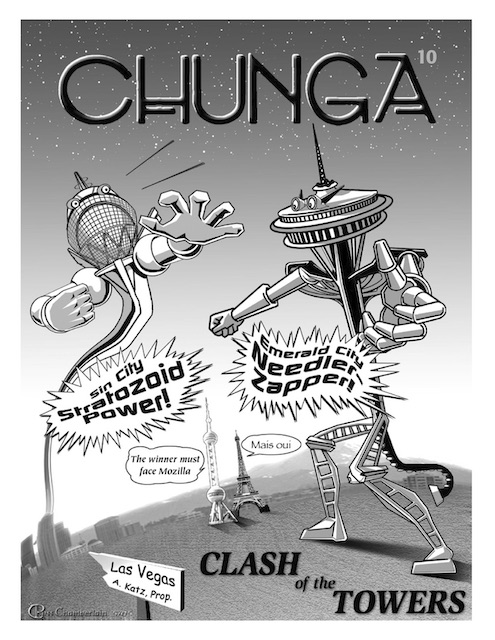 CHUNGA
10
Sin City
Stratozoid
Power!
Emerald City
Needler
Zapper!
Mais oui
The winner must
face Mozilla
Las Vegas
A. Katz, Prop.
CLASH
of the
TOWERS